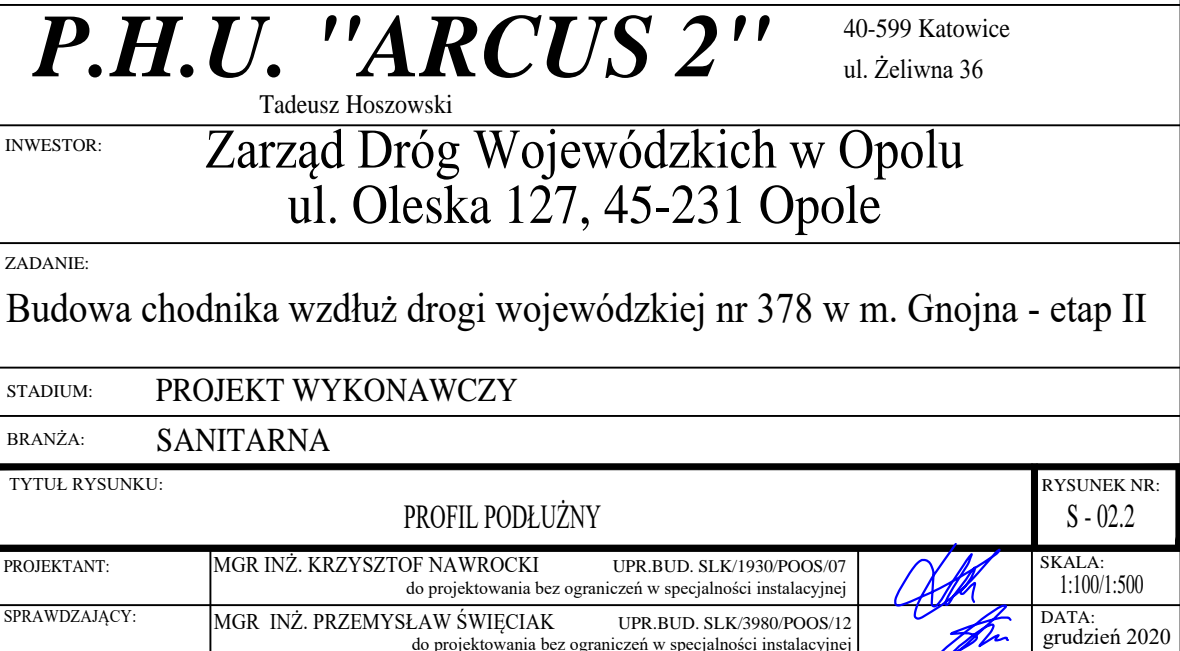 P.H.U. "ARCUS 2"
40-599 Katowice
ul. Żeliwna 36
Tadeusz Hoszowski
INWESTOR:
Zarząd Dróg Wojewódzkich w Opolu
ul. Oleska 127, 45-231 Opole
ZADANIE:
Budowa chodnika wzdłuż drogi wojewódzkiej nr 378 w m. Gnojna - etap II
STADIUM: PROJEKT WYKONAWCZY
BRANŻA: SANITARNA
TYTUŁ RYSUNKU:
PROFIL PODŁUŻNY
RYSUNEK NR:
S - 02.2
PROJEKTANT: MGR INŻ. KRZYSZTOF NAWROCKI UPR.BUD. SLK/1930/POOS/07
do projektowania bez ograniczeń w specjalności instalacyjnej
SKALA:
1:100/1:500
SPRAWDZAJĄCY: MGR INŻ. PRZEMYSŁAW ŚWIĘCIAK UPR.BUD. SLK/3980/POOS/12
do projektowania bez ograniczeń w specjalności instalacyjnej
DATA:
grudzień 2020